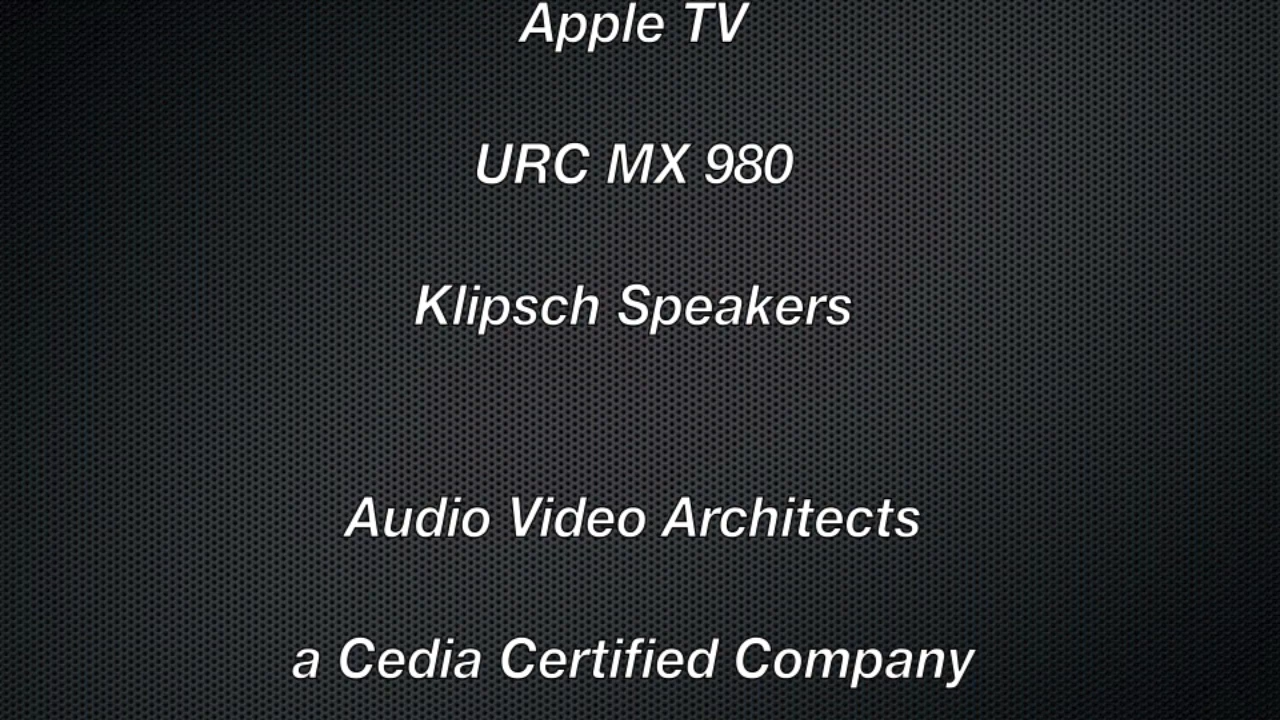 Apple TV
URC MX 980
Klipsch Speakers
Audio Video Architects
a Cedia Certified Company